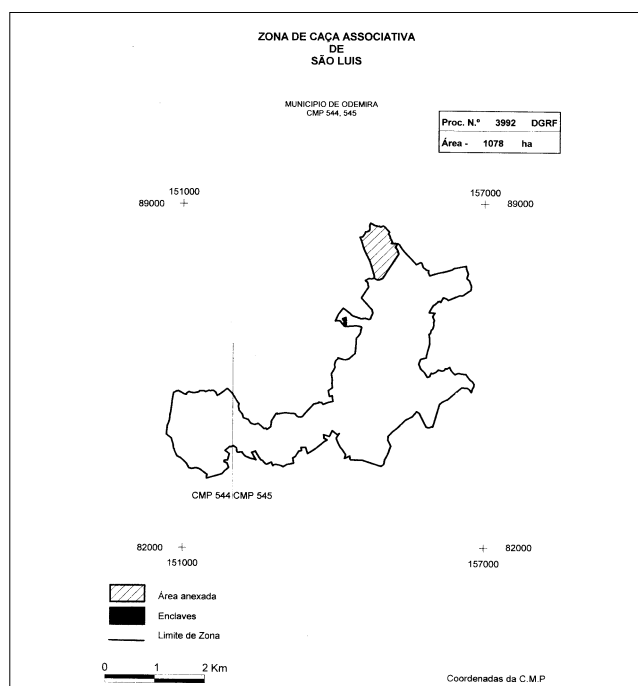 ZONA DE CAÇA ASSOCIATIVA
DE
SÃO LUIS
MUNICIPIO DE ODEMIRA
CMP 544, 545
Proc. N.º 3992 DGRF
Área - 1078 ha
151000
89000
157000
89000
CMP 544 CMP 545
82000
151000
82000
157000
Área anexada
Enclaves
Limite de Zona
0 1 2 Km
Coordenadas da C.M.P